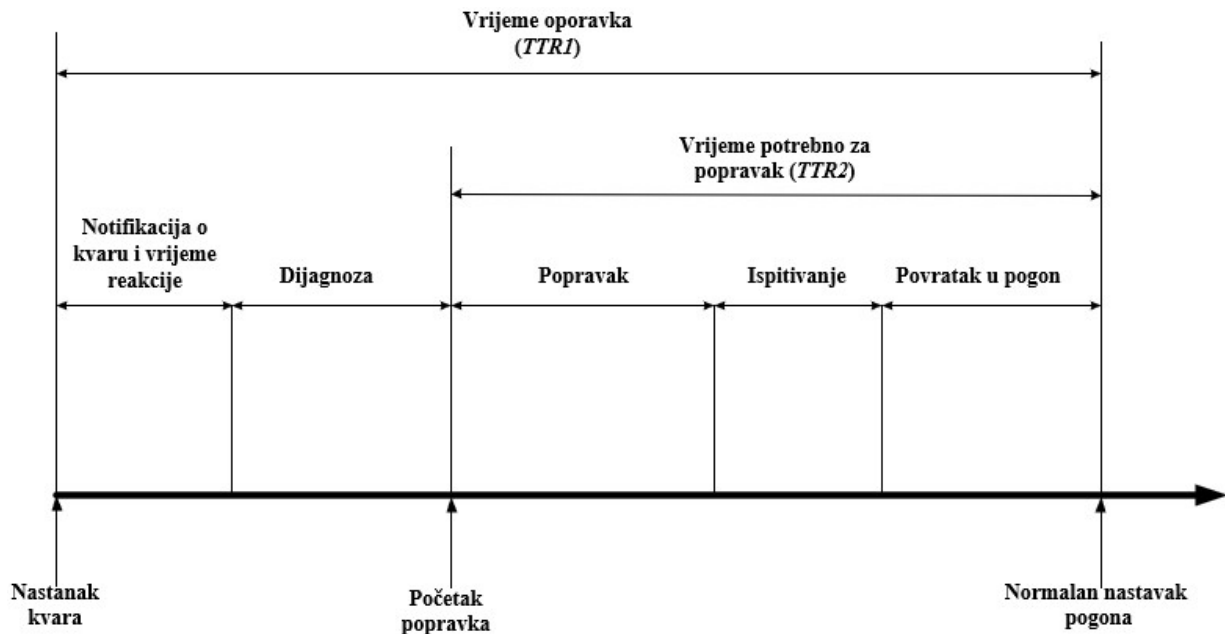 Vrijeme oporavka
(TTR1)
Vrijeme potrebno za
popravak (TTR2)
Notifikacija o
kvaru i vrijeme
reakcije
Dijagnoza
Popravak
Ispitivanje
Povratak u pogon
Nastanak
kvara
Početak
popravka
Normalan nastavak
pogona